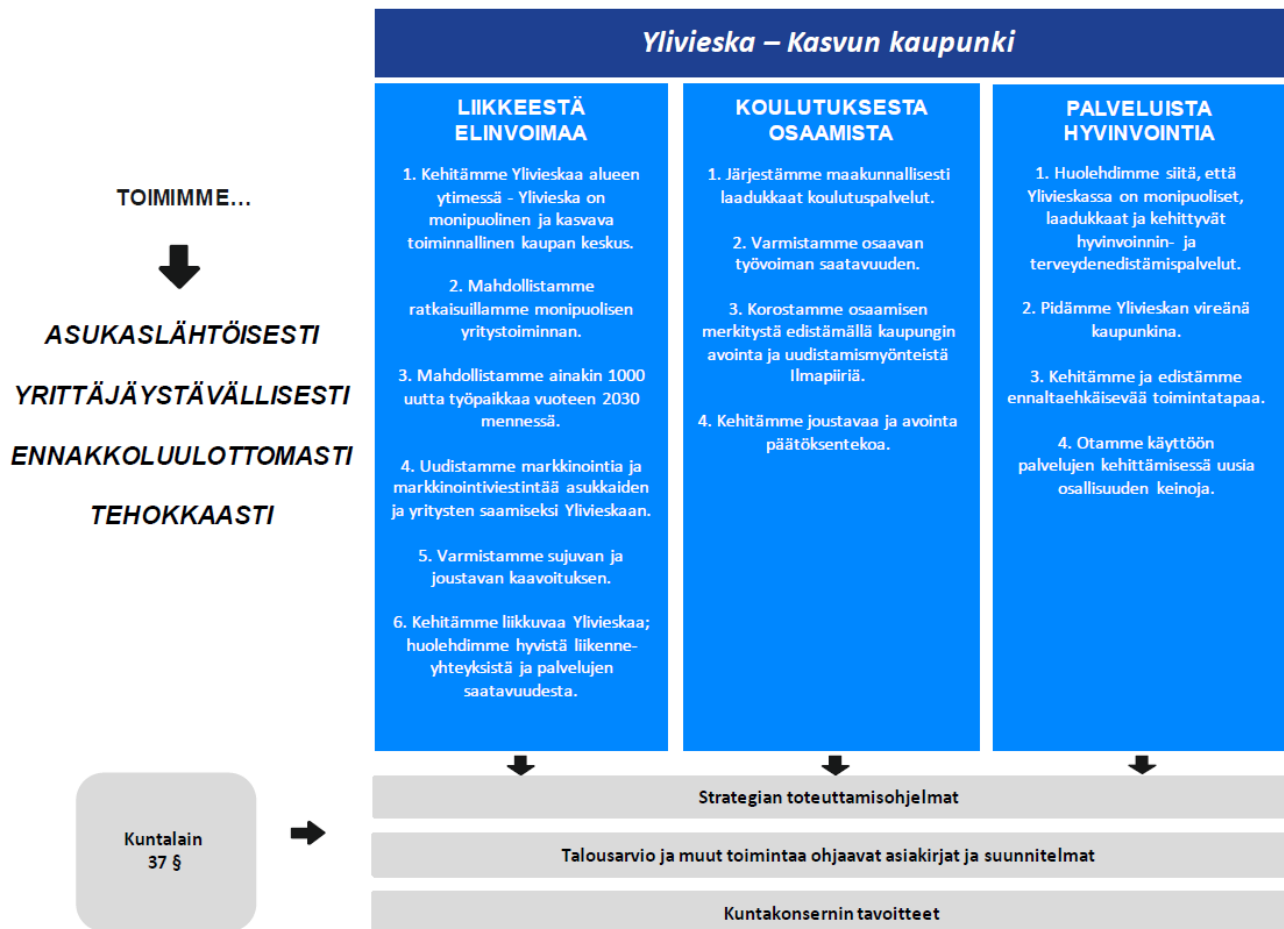 Ylivieska – Kasvun kaupunki
TOIMIMME...
ASUKASLÄHTÖISESTI
YRITTÄJÄYSTÄVÄLLISESTI
ENNAKKOLUULOTTOMASTI
TEHOKKAASTI
LIIKKEESTÄ
ELINVOIMAA
1. Kehitämme Ylivieskaa alueen
ytimessä - Ylivieska on
monipuolinen ja kasvava
toiminnallinen kaupan keskus.
2. Mahdollistamme
ratkaisuillamme monipuolisen
yritystoiminnan.
3. Mahdollistamme ainakin 1000
uutta työpaikkaa vuoteen 2030
mennessä.
4. Uudistamme markkinointia ja
markkinointiviestintää asukkaiden
ja yritysten saamiseksi Ylivieskaan.
5. Varmistamme sujuvan ja
joustavan kaavoituksen.
6. Kehitämme liikkuvaa Ylivieskaa;
huolehdimme hyvistä liikenne-
yhteyksistä ja palvelujen
saatavuudesta.
KOULUTUKSESTA
OSAAMISTA
1. Järjestämme maakunnallisesti
laadukkaat koulutuspalvelut.
2. Varmistamme osaavan
työvoiman saatavuuden.
3. Korostamme osaamisen
merkitystä edistämällä kaupungin
avointa ja uudistamismyönteistä
Ilmapiiriä.
4. Kehitämme joustavaa ja avointa
päätöksentekoa.
PALVELUISTA
HYVINVOINTIA
1. Huolehdimme siitä, että
Ylivieskassa on monipuoliset,
laadukkaat ja kehittyvät
hyvinvoinnin- ja
terveydenedistämispalvelut.
2. Pidämme Ylivieskan vireänä
kaupunkina.
3. Kehitämme ja edistämme
ennaltaehkäisevää toimintatapaa.
4. Otamme käyttöön
palvelujen kehittämisessä uusia
osallisuuden keinoja.
Kuntalain
37 §
Strategian toteuttamisohjelmat
Talousarvio ja muut toimintaa ohjaavat asiakirjat ja suunnitelmat
Kuntakonsernin tavoitteet